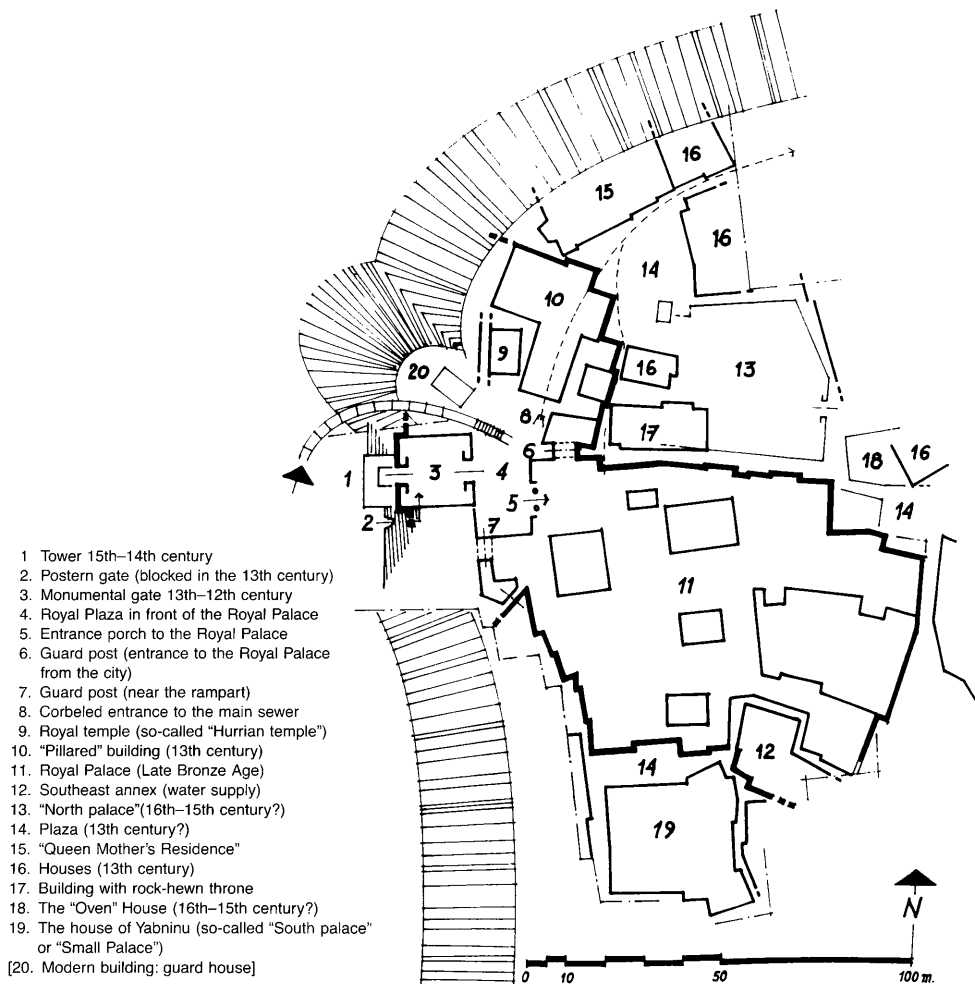 16
15
16
14
10
9
16
13
20
8
17
6
18
16
1
3
4
5
14
2
7
11
12
14
19
1 Tower 15th–14th century
2. Postern gate (blocked in the 13th century)
3. Monumental gate 13th–12th century
4. Royal Plaza in front of the Royal Palace
5. Entrance porch to the Royal Palace
6. Guard post (entrance to the Royal Palace
from the city)
7. Guard post (near the rampart)
8. Corbeled entrance to the main sewer
9. Royal temple (so-called “Hurrian temple”)
10. “Pillared” building (13th century)
11. Royal Palace (Late Bronze Age)
12. Southeast annex (water supply)
13. “North palace”(16th–15th century?)
14. Plaza (13th century?)
15. “Queen Mother’s Residence”
16. Houses (13th century)
17. Building with rock-hewn throne
18. The “Oven” House (16th–15th century?)
19. The house of Yabninu (so-called “South palace”
or “Small Palace”)
[20. Modern building: guard house]
N
0 10 50 100 m.